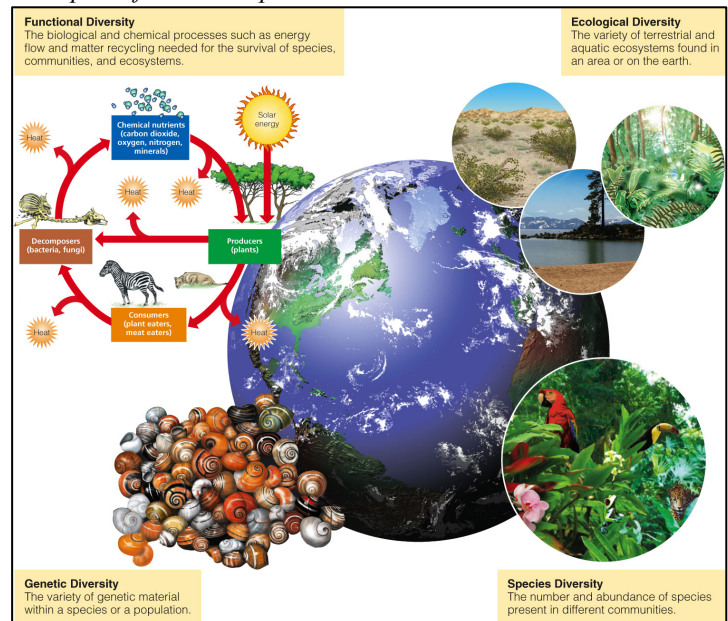 Functional Diversity
The biological and chemical processes such as energy
flow and matter recycling needed for the survival of species,
communities, and ecosystems.
Ecological Diversity
The variety of terrestrial and
aquatic ecosystems found in
an area or on the earth.
Chemical nutrients
(carbon dioxide,
oxygen, nitrogen,
minerals)
Solar
energy
Heat
Heat
Heat
Decomposers
(bacteria, fungi)
Producers
(plants)
Heat
Consumers
(plant eaters,
meat eaters)
Heat
Genetic Diversity
The variety of genetic material
within a species or a population.
Species Diversity
The number and abundance of species
present in different communities.